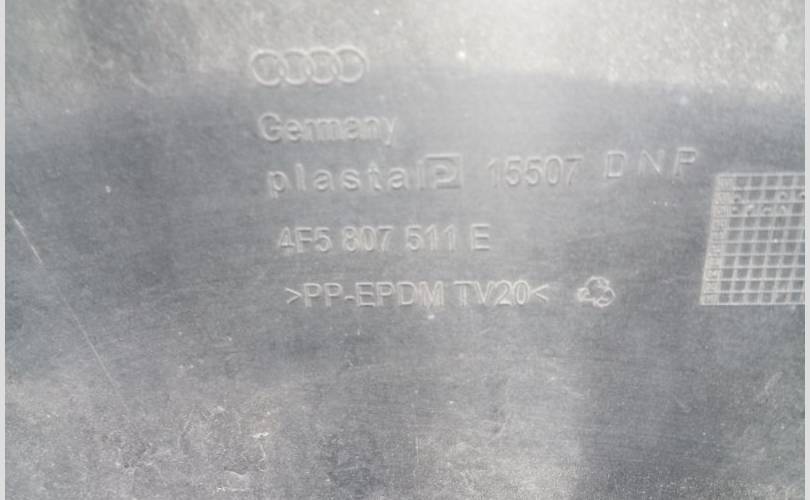 Germany
plastal P 15507 DNP
4F5 807 511 E
>PP-EPDM TV20<